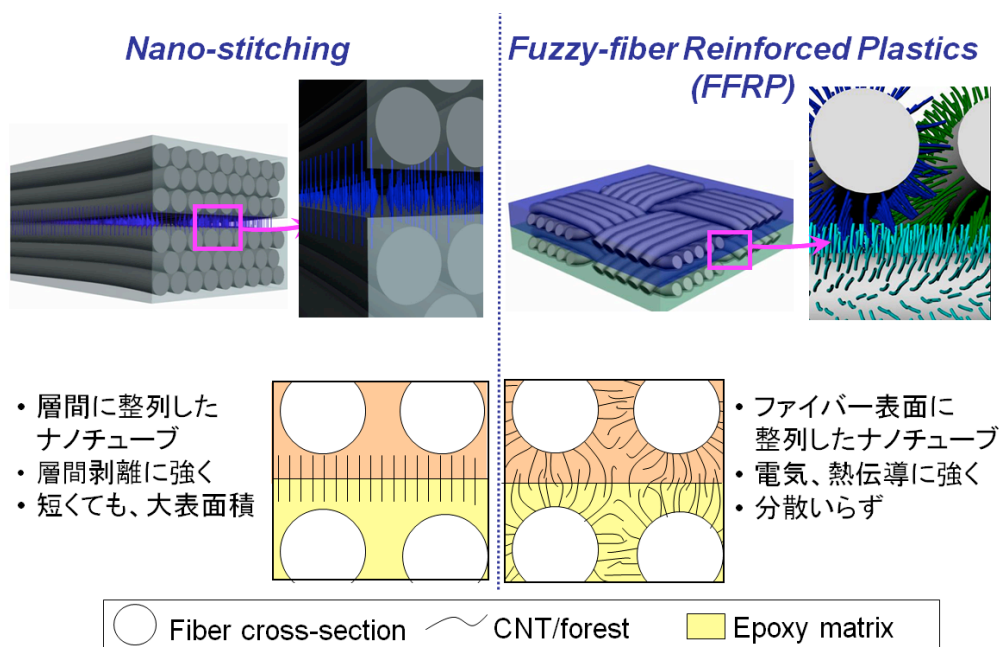 Nano-stitching
Fuzzy-fiber Reinforced Plastics
(FFRP)
• 層間に整列した
ナノチューブ
• 層間剥離に強く
• 短くても、大表面積
• ファイバー表面に
整列したナノチューブ
• 電気、熱伝導に強く
• 分散いらず
Fiber cross-section
CNT/forest
Epoxy matrix